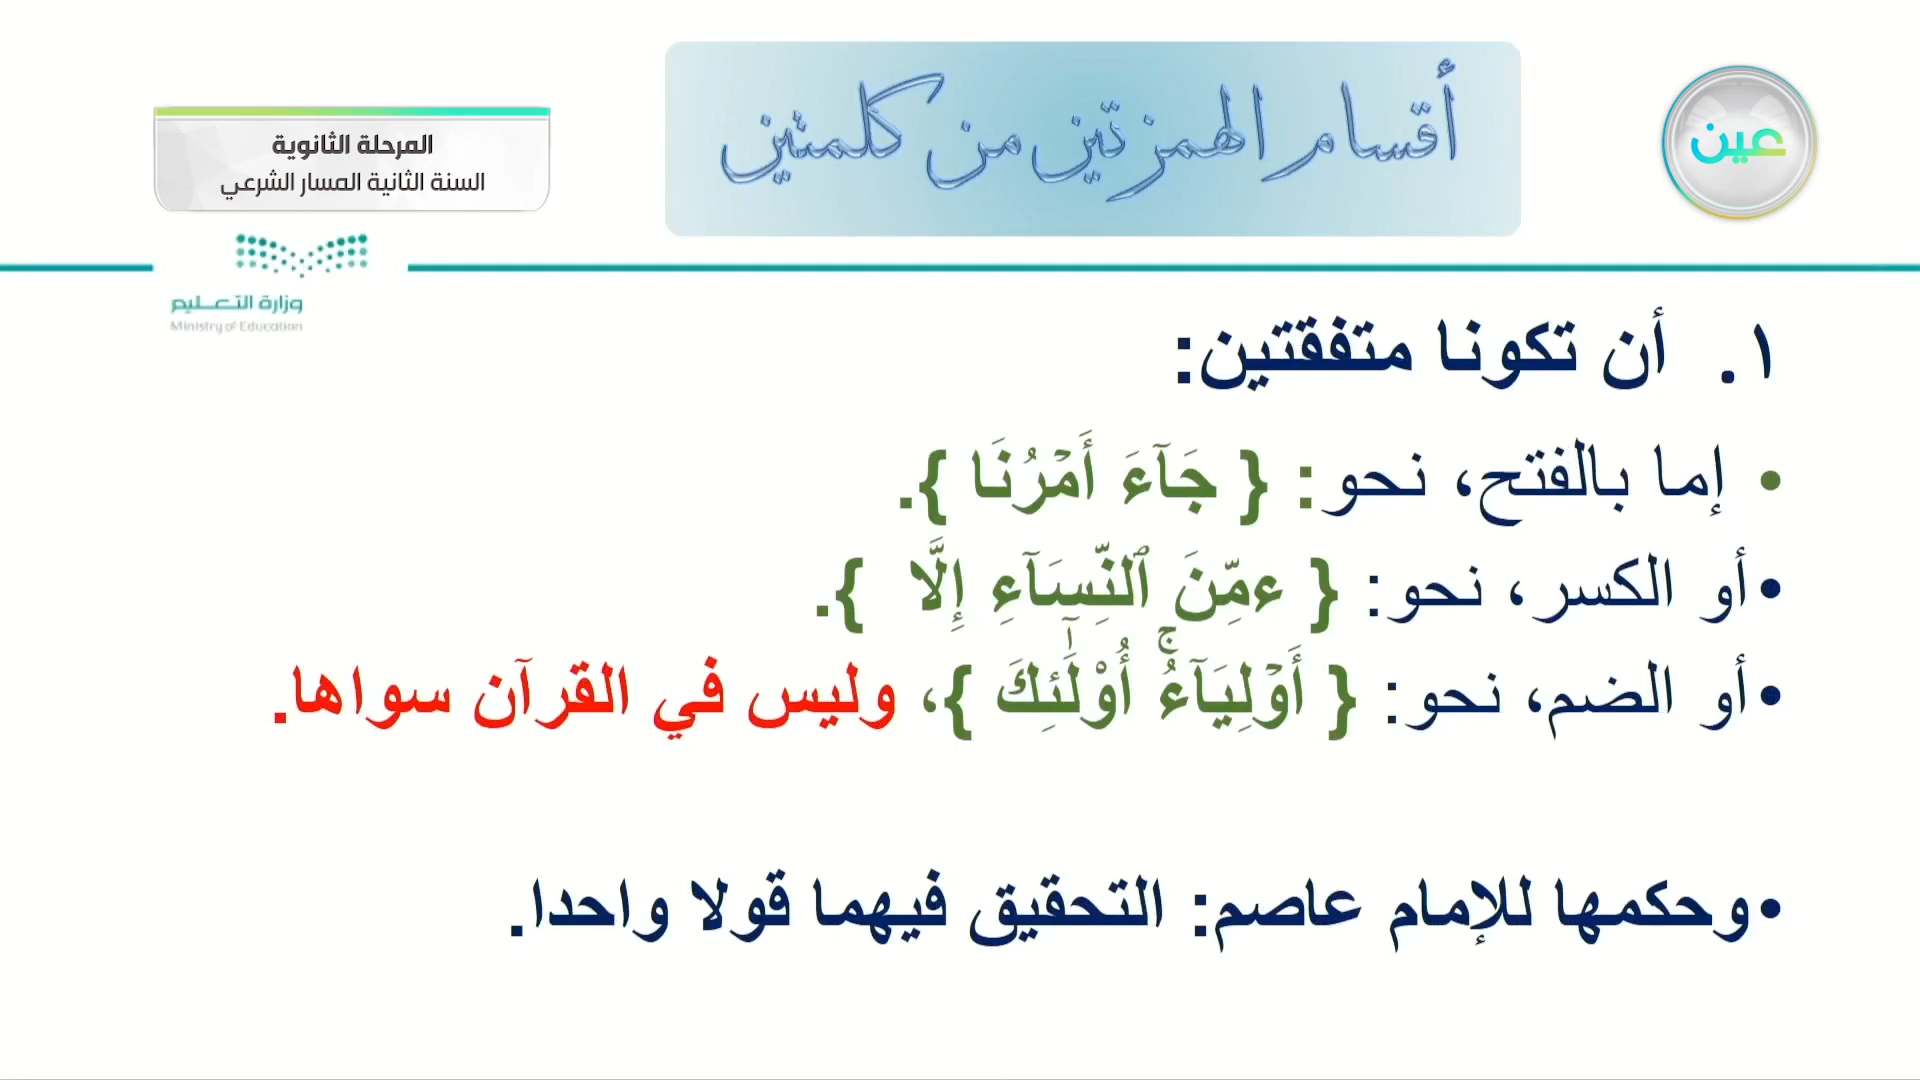 أقسام الهمزتين من كلمتين
عين
المرحلة الثانوية
السنة الثانية المسار الشرعي
وزارة التعليم
Ministry of Education
١. أن تكونا متفقتين:
• إما بالفتح، نحو: { جَآءَ أَمۡرُنَا }.
• أو الكسر، نحو: { ءمِّنَ ٱلنِّسَآءِ إِلَّا }.
• أو الضم، نحو: { أَوۡلِيَآءُۚ أُوْلَٰٓئِكَ }، وليس في القرآن سواها.
• وحكمها للإمام عاصم: التحقيق فيهما قولا واحدا.